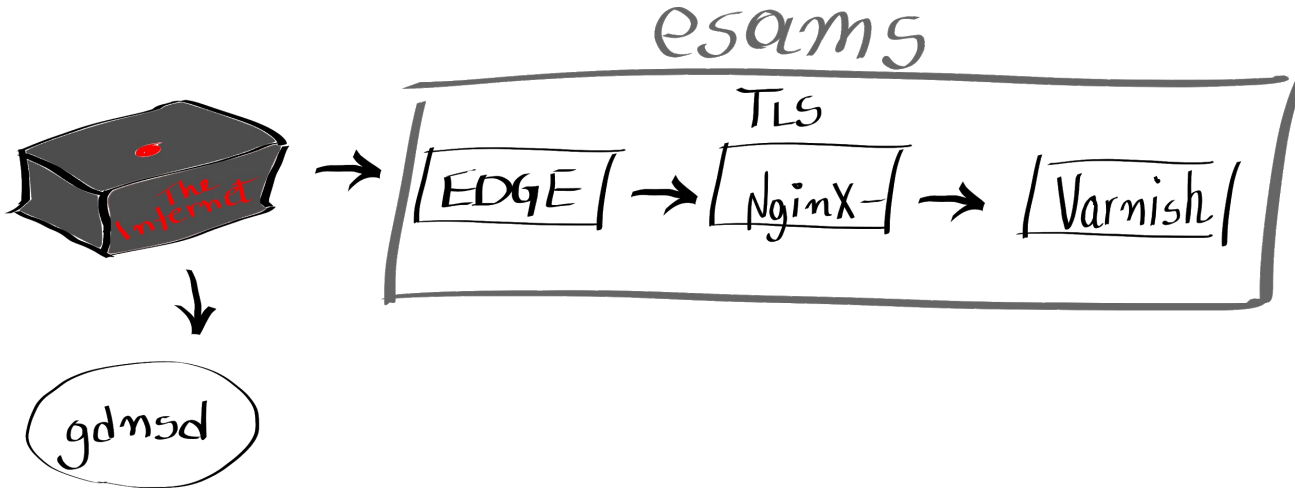 esams
TLS
The
Internet
EDGE
Nginx-
Varnish
gdnsd